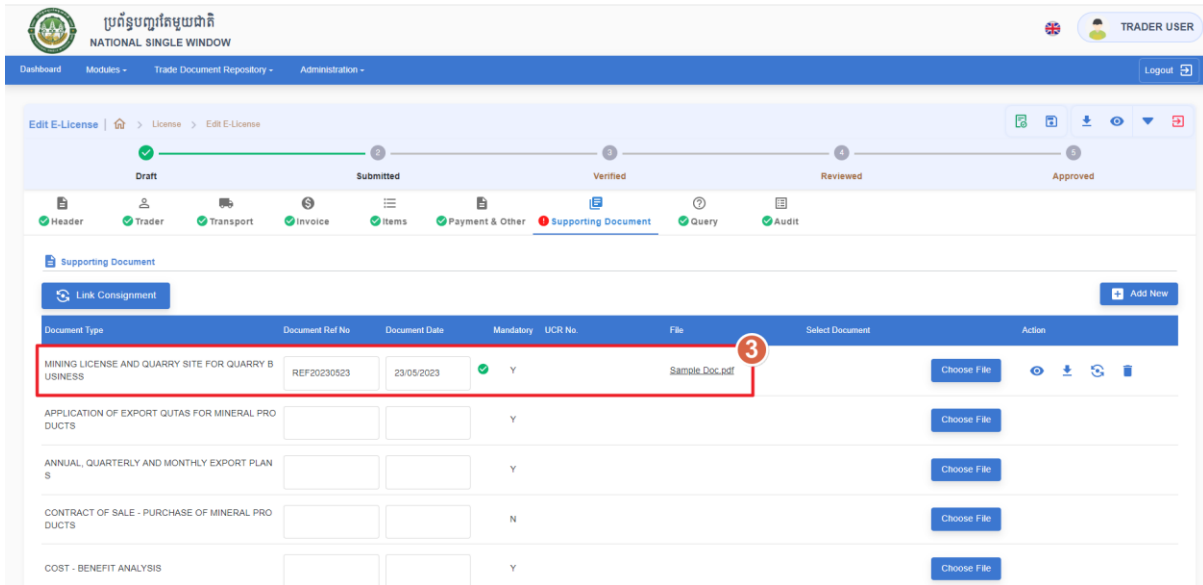 ប្រព័ន្ធបញ្ជរតែមួយជាតិ
NATIONAL SINGLE WINDOW
TRADER USER
Dashboard Modules Trade Document Repository Administration Logout
Edit E-License | > License > Edit E-License
2 3 4 5
Draft Submitted Verified Reviewed Approved
Header Trader Transport Invoice Items Payment & Other Supporting Document Query Audit
Supporting Document
Link Consignment Add New
Document Type Document Ref No Document Date Mandatory UCR No. File Select Document Action
3
MINING LICENSE AND QUARRY SITE FOR QUARRY B
USINESS REF20230523 23/05/2023 Y Sample Doc.pdf Choose File
APPLICATION OF EXPORT QUTAS FOR MINERAL PRO
DUCTS Y Choose File
ANNUAL, QUARTERLY AND MONTHLY EXPORT PLAN
S Y Choose File
CONTRACT OF SALE - PURCHASE OF MINERAL PRO
DUCTS N Choose File
COST - BENEFIT ANALYSIS Y Choose File